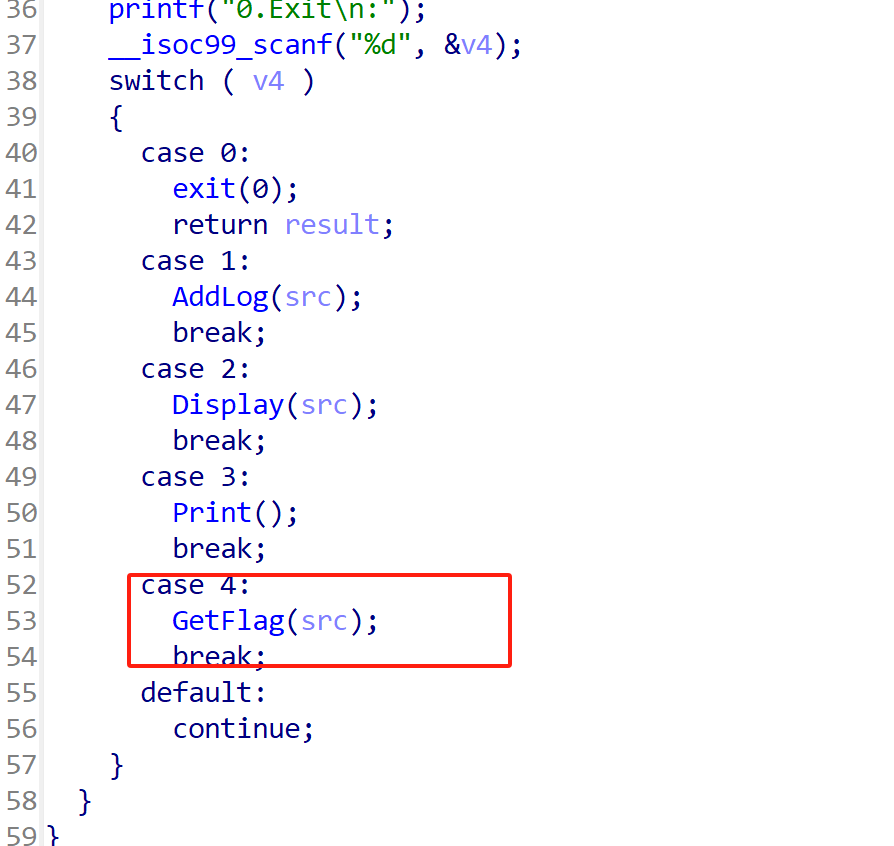 36 printf("0.Exit\n:");
37 __isoc99_scanf("%d", &v4);
38 switch ( v4 )
39 {
40 case 0:
41 exit(0);
42 return result;
43 case 1:
44 AddLog(src);
45 break;
46 case 2:
47 Display(src);
48 break;
49 case 3:
50 Print();
51 break;
52 case 4:
53 GetFlag(src);
54 break;
55 default:
56 continue;
57 }
58 }
59 }